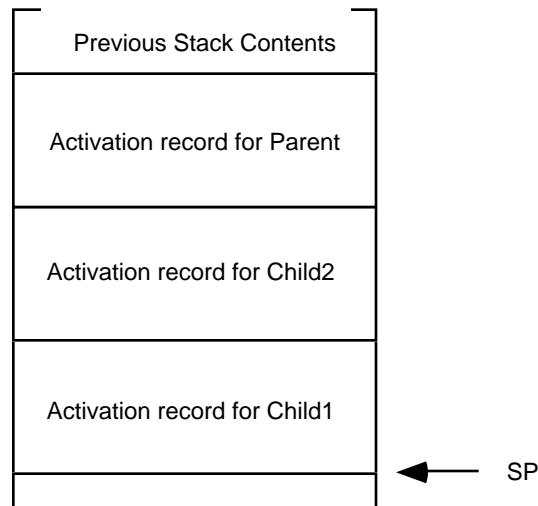 Previous Stack Contents
Activation record for Parent
Activation record for Child2
Activation record for Child1
SP